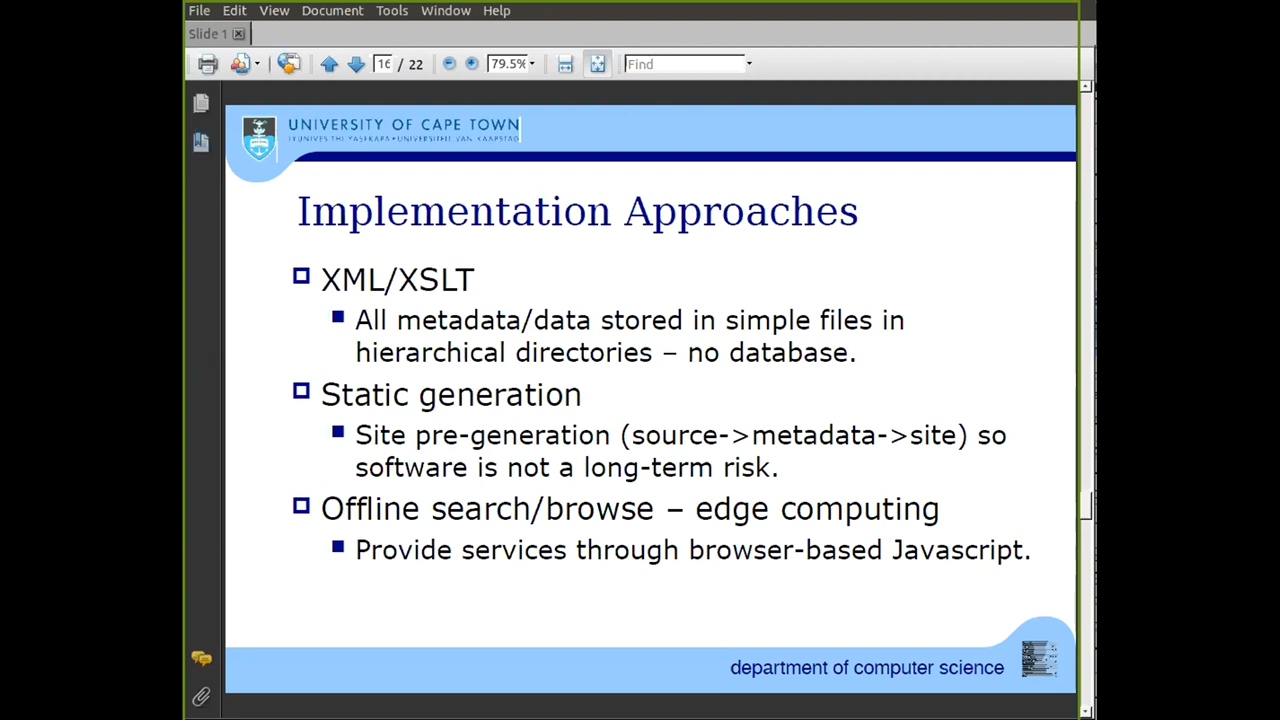 File Edit View Document Tools Window Help
Slide 1
16 / 22 79.5% Find
UNIVERSITY OF CAPE TOWN
Implementation Approaches
XML/XSLT
All metadata/data stored in simple files in
hierarchical directories – no database.
Static generation
Site pre-generation (source->metadata->site) so
software is not a long-term risk.
Offline search/browse – edge computing
Provide services through browser-based Javascript.
department of computer science